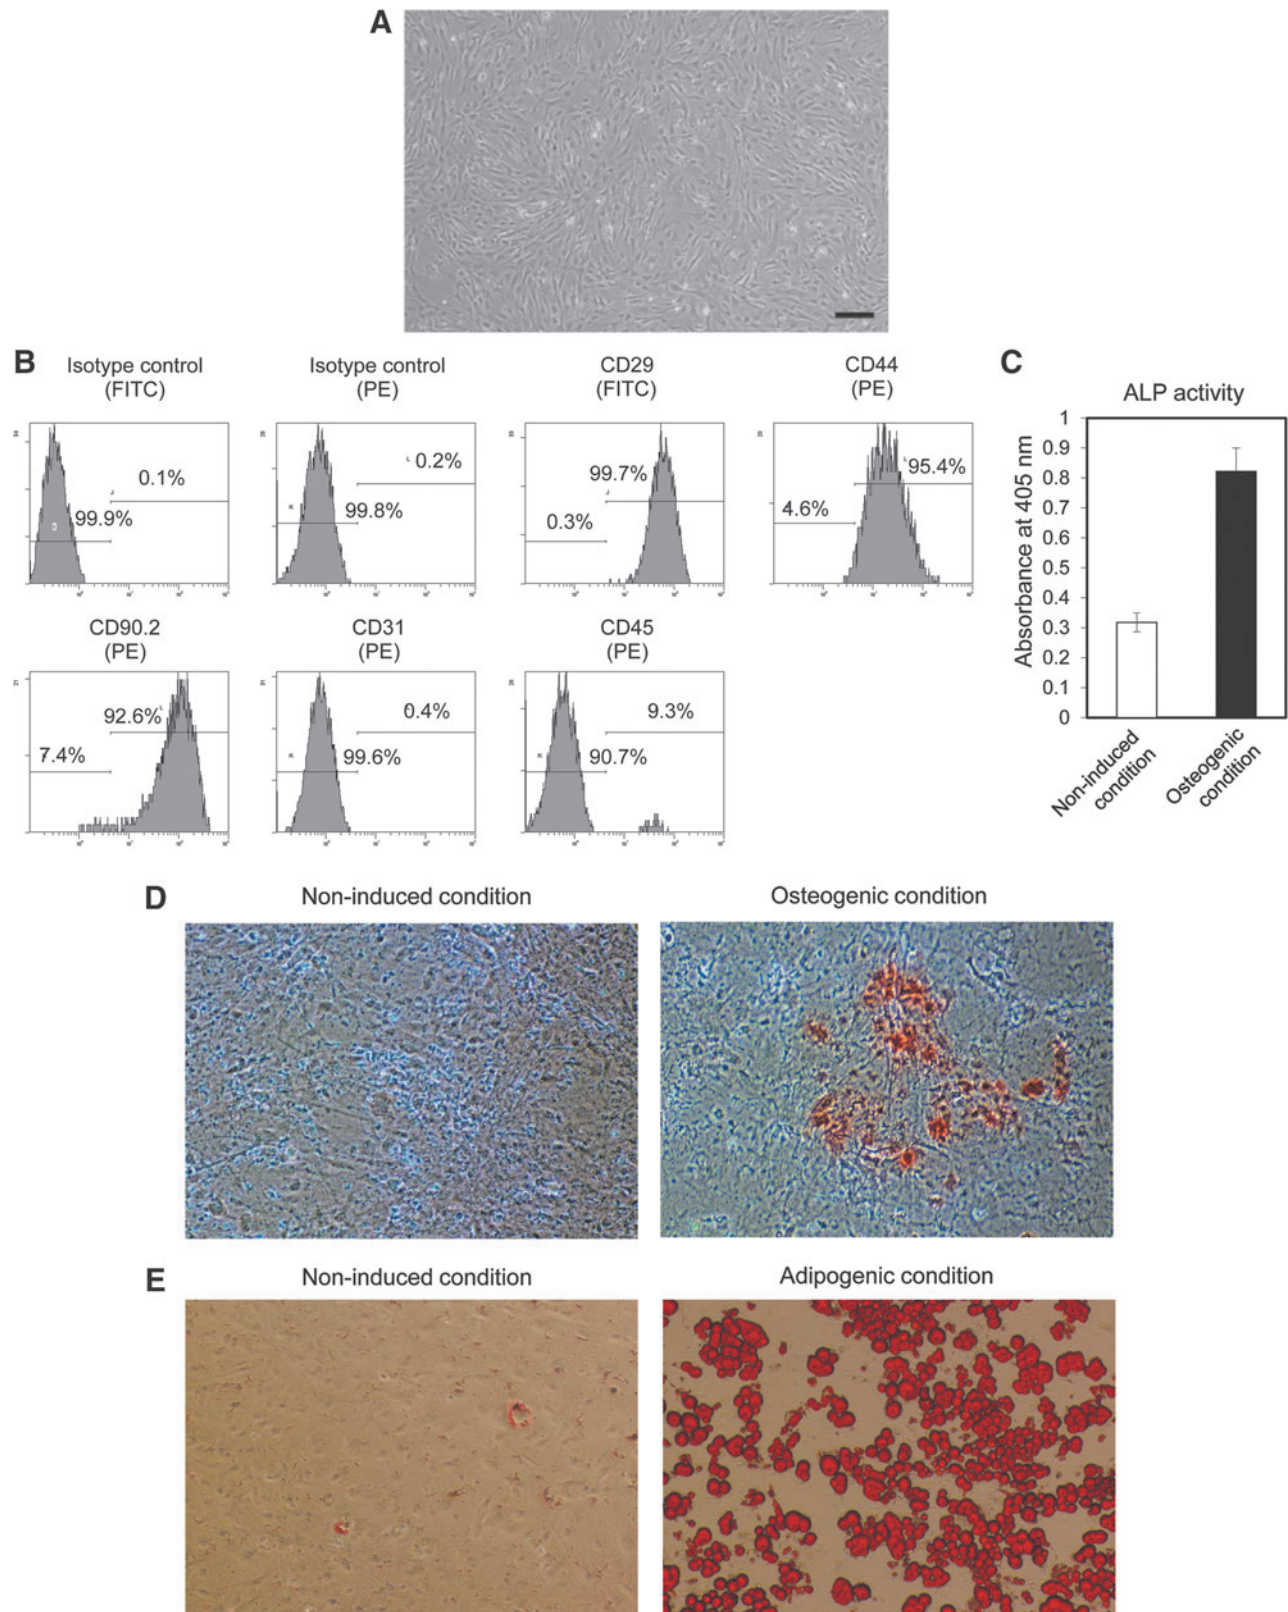 A
B
Isotype control
(FITC)
0.1%
99.9%
Isotype control
(PE)
0.2%
99.8%
CD29
(FITC)
99.7%
0.3%
CD44
(PE)
95.4%
4.6%
CD90.2
(PE)
92.6%
7.4%
CD31
(PE)
0.4%
99.6%
CD45
(PE)
9.3%
90.7%
C
ALP activity
Absorbance at 405 nm
1
0.9
0.8
0.7
0.6
0.5
0.4
0.3
0.2
0.1
0
Non-induced
condition
Osteogenic
condition
D
Non-induced condition
Osteogenic condition
E
Non-induced condition
Adipogenic condition